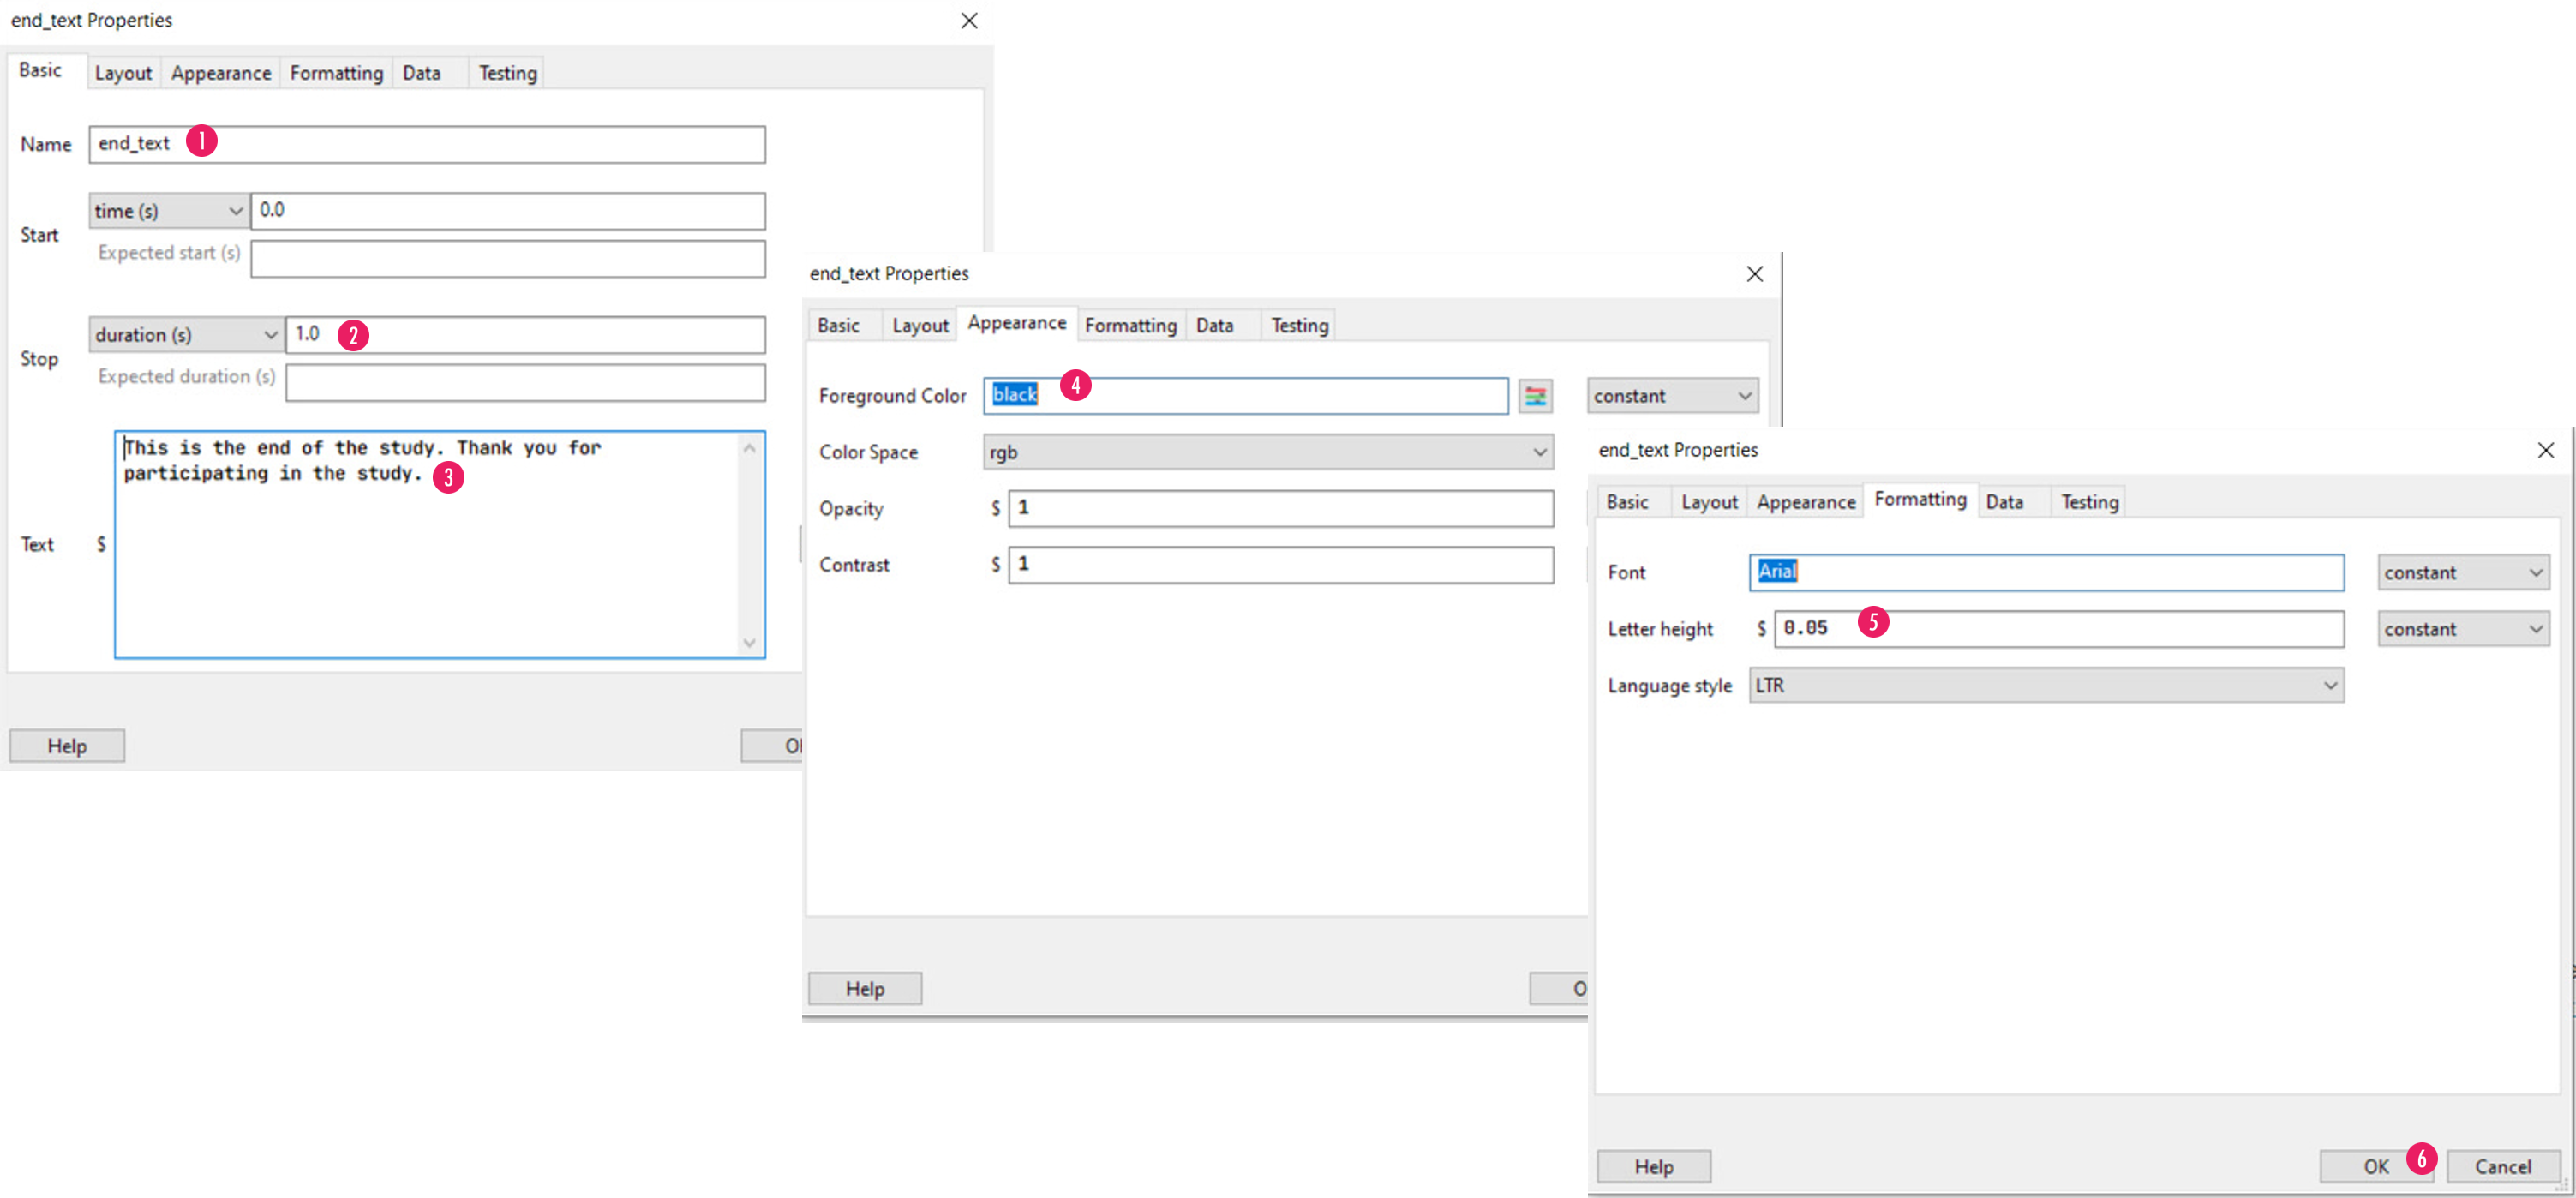 end_text Properties
Basic Layout Appearance Formatting Data Testing
Name end_text 1
Start time (s) 0.0
Expected start (s)
Stop duration (s) 1.0 2
Expected duration (s)
Text $ This is the end of the study. Thank you for
participating in the study. 3
Help
end_text Properties
Basic Layout Appearance Formatting Data Testing
Foreground Color black 4 constant
Color Space rgb
Opacity $ 1
Contrast $ 1
Help
end_text Properties
Basic Layout Appearance Formatting Data Testing
Font Arial constant
Letter height $ 0.05 5 constant
Language style LTR
Help OK 6 Cancel